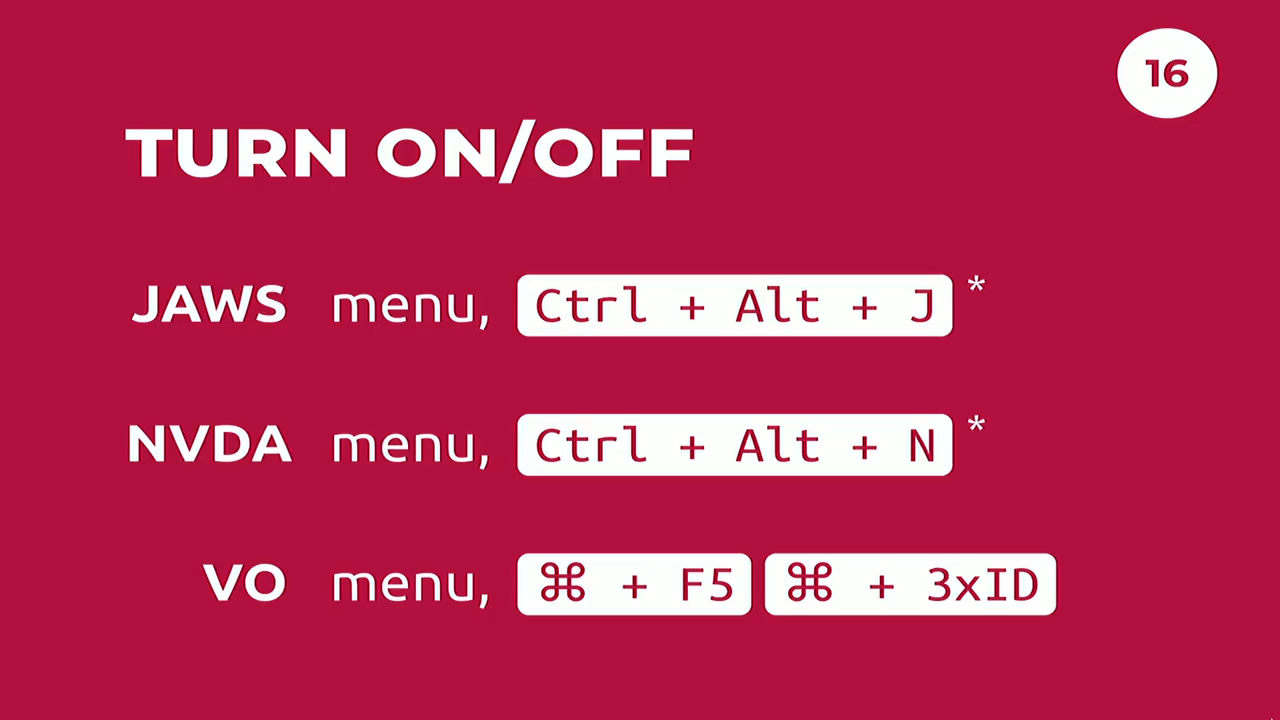 16
TURN ON/OFF
JAWS menu, Ctrl + Alt + J *
NVDA menu, Ctrl + Alt + N *
VO menu, ⌘ + F5 ⌘ + 3xID